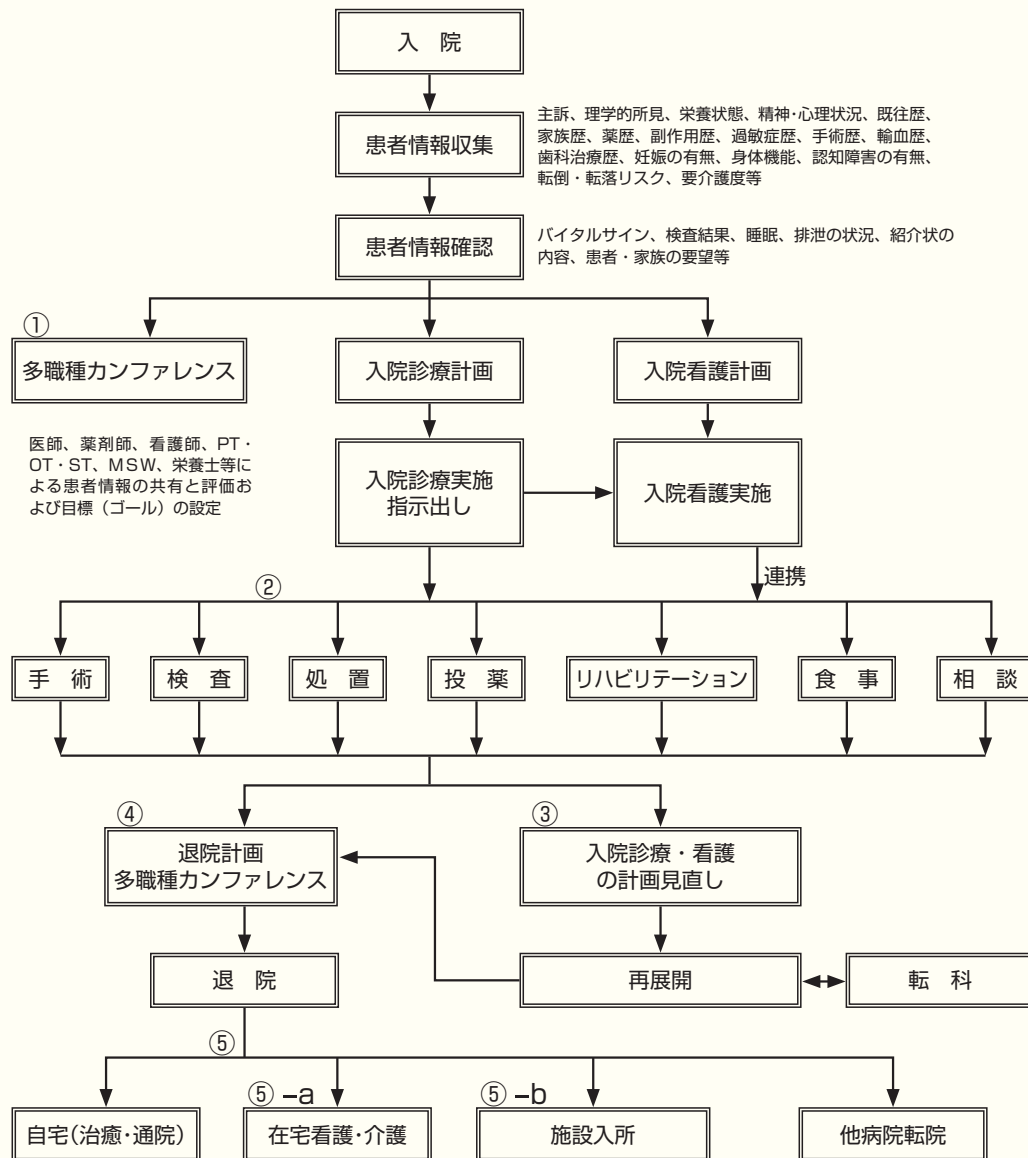 入　院
患者情報収集
主訴、理学的所見、栄養状態、精神・心理状況、既往歴、
家族歴、薬歴、副作用歴、過敏症歴、手術歴、輸血歴、
歯科治療歴、妊娠の有無、身体機能、認知障害の有無、
転倒・転落リスク、要介護度等
患者情報確認
バイタルサイン、検査結果、睡眠、排泄の状況、紹介状の
内容、患者・家族の要望等
①
多職種カンファレンス
入院診療計画
入院看護計画
医師、薬剤師、看護師、PT・
OT・ST、MSW、栄養士等に
よる患者情報の共有と評価お
よび目標（ゴール）の設定
入院診療実施
指示出し
入院看護実施
連携
②
手　術
検　査
処　置
投　薬
リハビリテーション
食　事
相　談
④
退院計画
多職種カンファレンス
③
入院診療・看護
の計画見直し
退　院
再展開
転　科
⑤
自宅(治癒・通院)
⑤ –a
在宅看護・介護
⑤ –b
施設入所
他病院転院